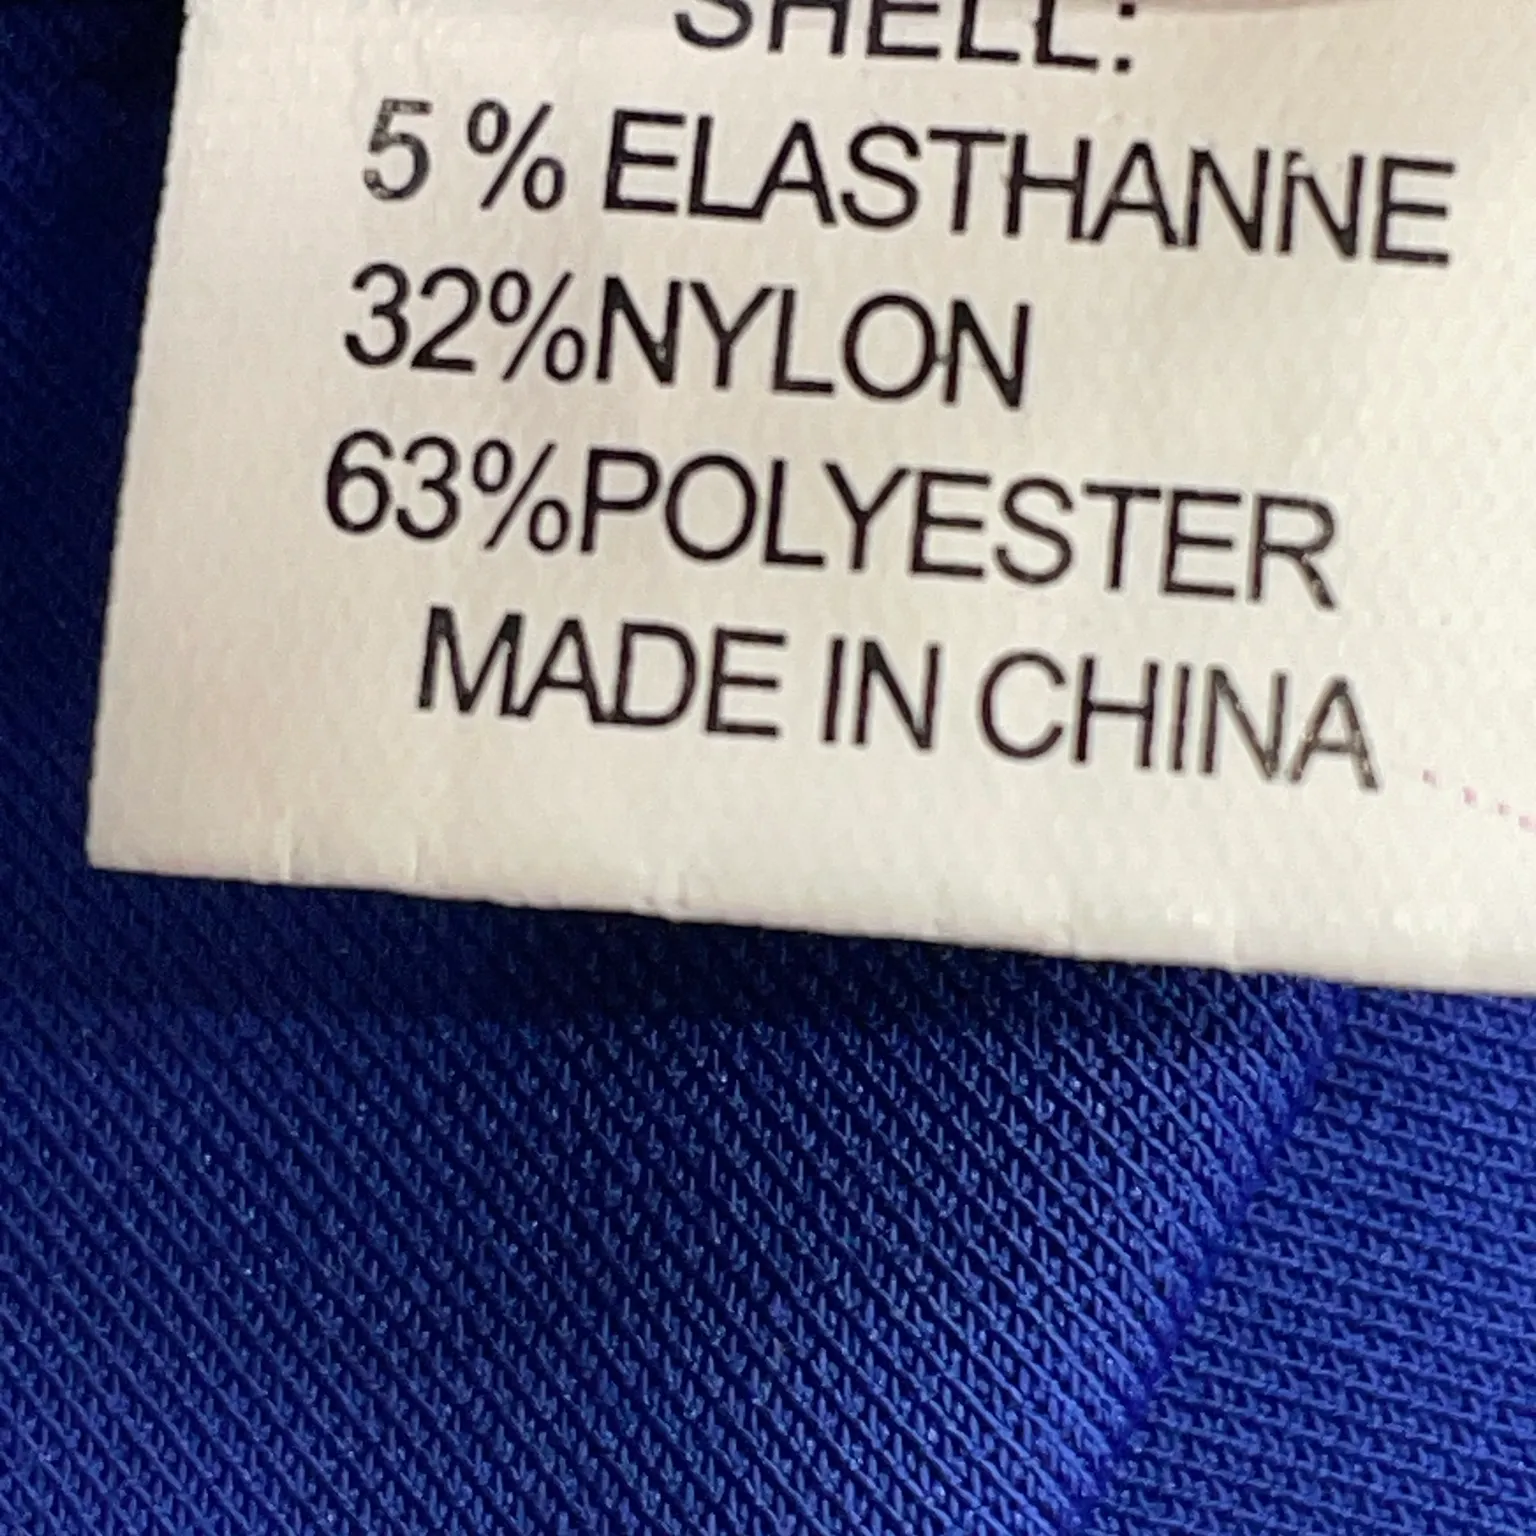 SHELL:
5 % ELASTHANNE
32%NYLON
63%POLYESTER
MADE IN CHINA